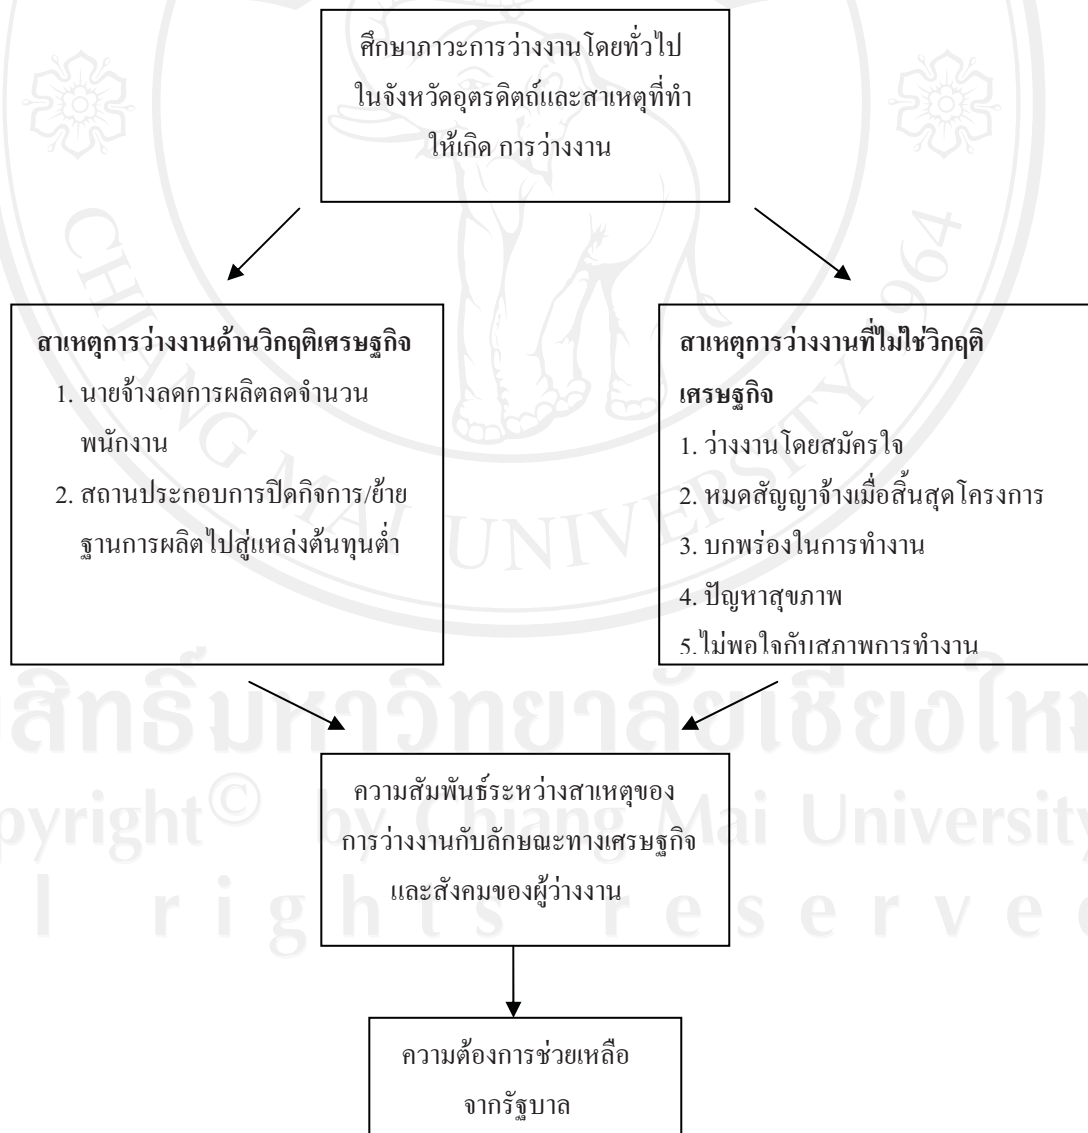 ศึกษาภาวะการว่างงานโดยทั่วไป
ในจังหวัดอุตรดิตถ์และสาเหตุที่ทำ
ให้เกิด การว่างงาน
สาเหตุการว่างงานด้านวิกฤติเศรษฐกิจ
1. นายจ้างลดการผลิตลดจำนวน
พนักงาน
2. สถานประกอบการปิดกิจการ/ย้าย
ฐานการผลิตไปสู่แหล่งต้นทุนต่ำ
สาเหตุการว่างงานที่ไม่ใช่วิกฤติ
เศรษฐกิจ
1. ว่างงานโดยสมัครใจ
2. หมดสัญญาจ้างเมื่อสิ้นสุดโครงการ
3. บกพร่องในการทำงาน
4. ปัญหาสุขภาพ
5. ไม่พอใจกับสภาพการทำงาน
ความสัมพันธ์ระหว่างสาเหตุของ
การว่างงานกับลักษณะทางเศรษฐกิจ
และสังคมของผู้ว่างงาน
ความต้องการช่วยเหลือ
จากรัฐบาล
CHIANG MAI UNIVERSITY 1964
สิทธิ์มหาวิทยาลัยเชียงใหม
pyright© by Chiang Mai University
l rights reserve